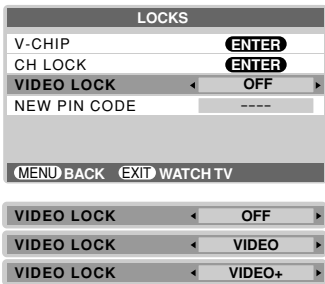 LOCKS
V-CHIP ENTER
CH LOCK ENTER
VIDEO LOCK OFF
NEW PIN CODE ----
MENU BACK EXIT WATCH TV
VIDEO LOCK OFF
VIDEO LOCK VIDEO
VIDEO LOCK VIDEO+